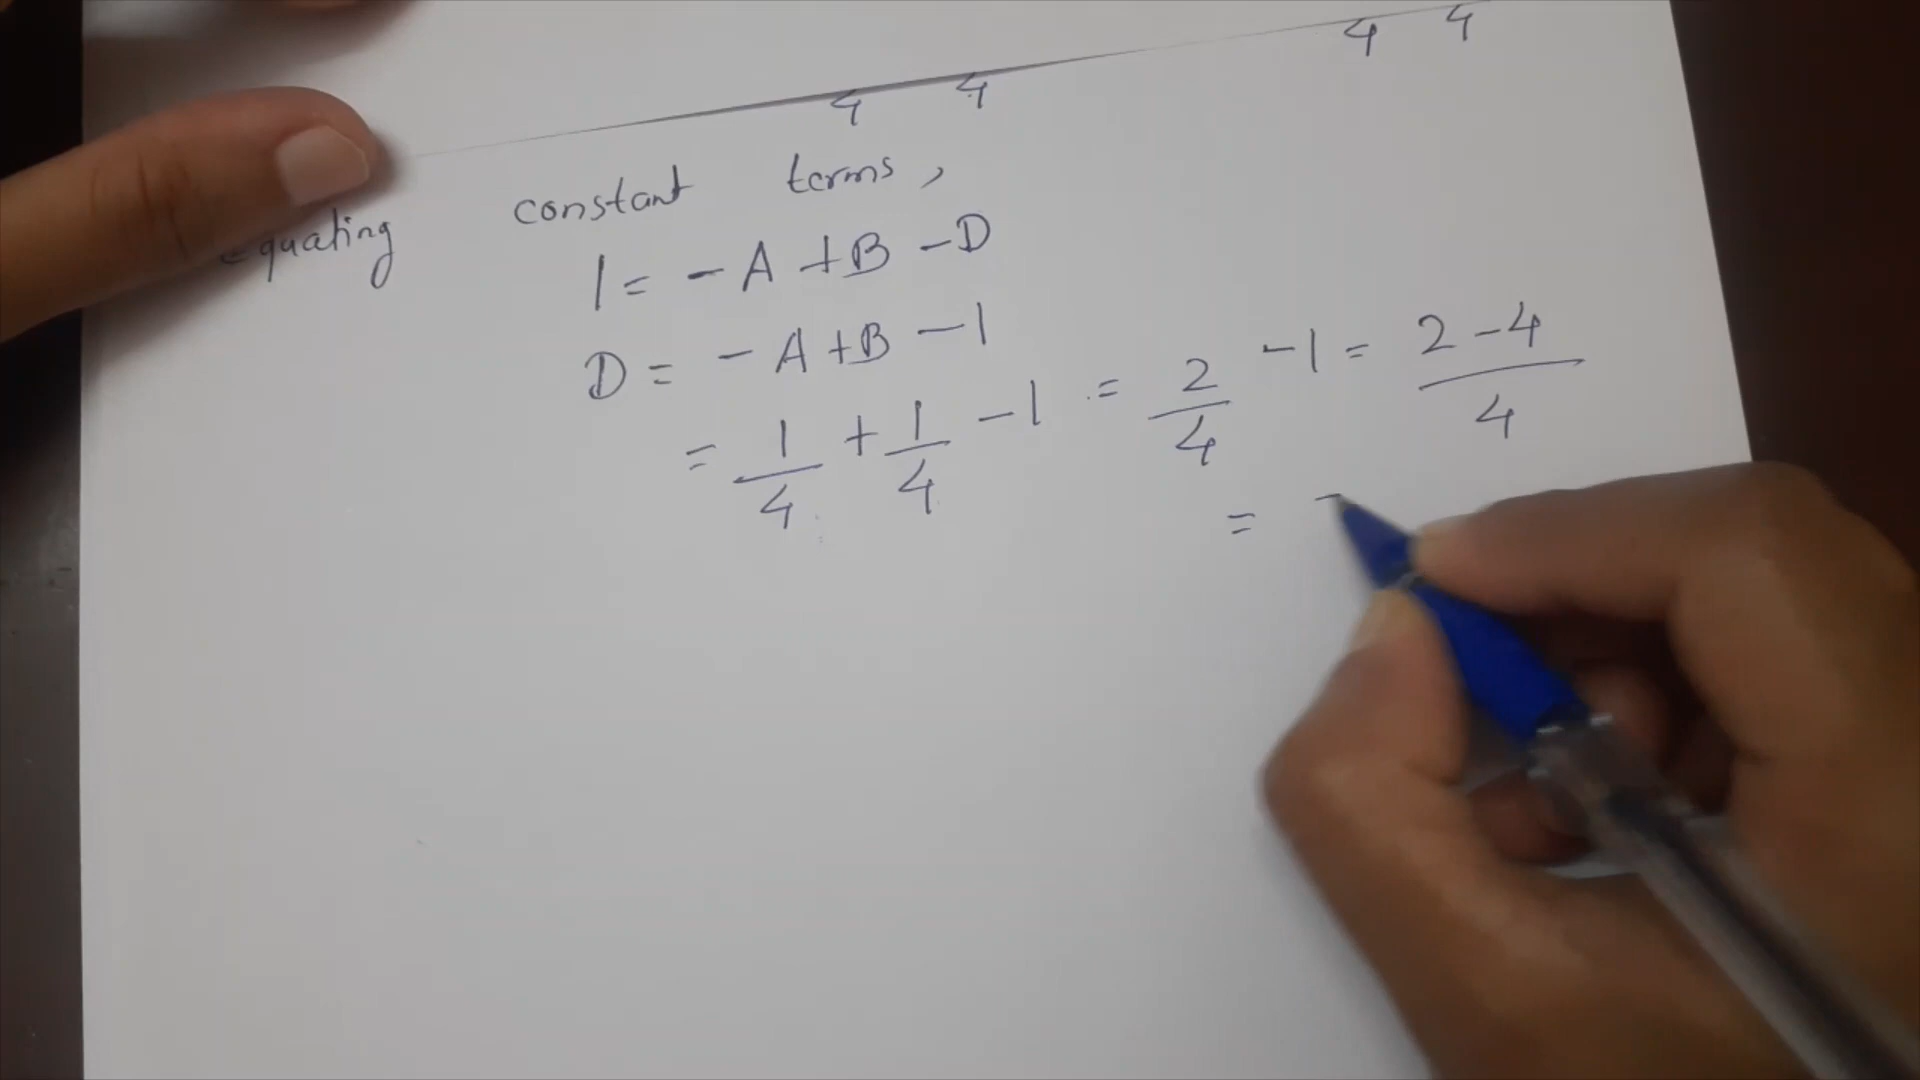 4 4 4 4
equating constant terms,
1 = - A + B - D
D = - A + B - 1
= 1/4 + 1/4 - 1 = 2/4 - 1 = 2 - 4/4
= -